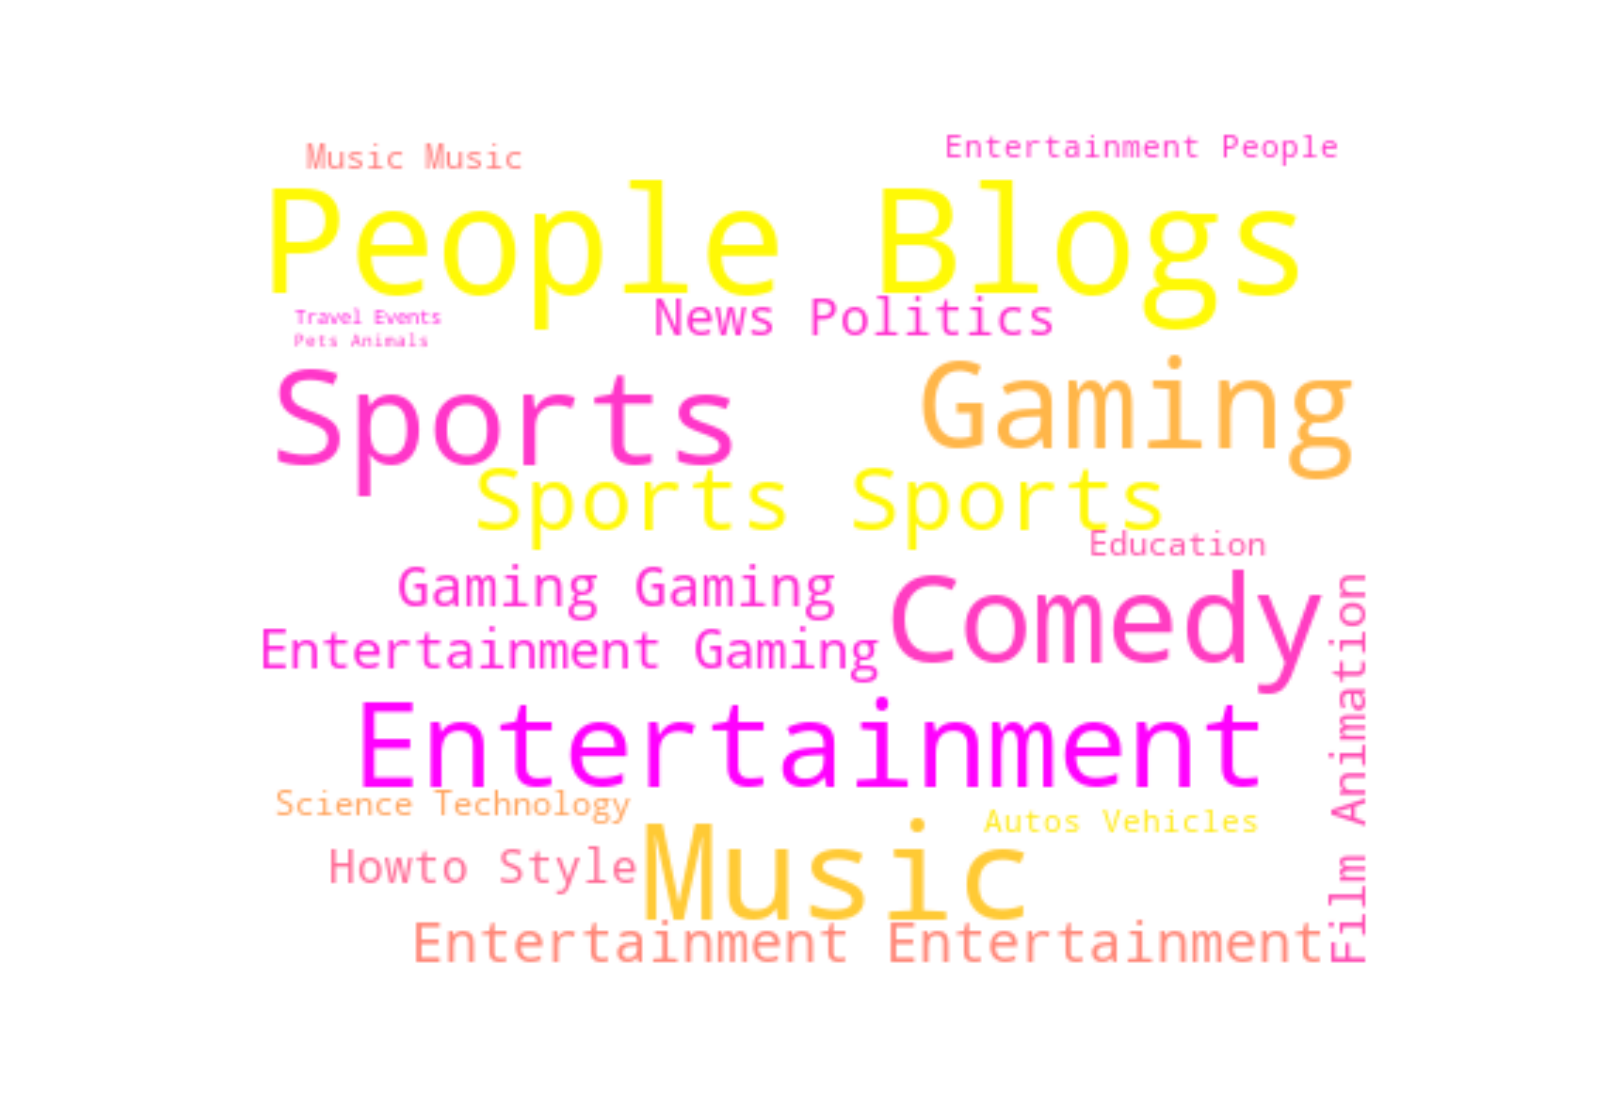 Music Music
Entertainment People
People Blogs
Travel Events
News Politics
Pets Animals
Sports
Gaming
Sports Sports
Education
Gaming Gaming
Comedy
Entertainment Gaming
Film Animation
Entertainment
Science Technology
Autos Vehicles
Howto Style
Music
Entertainment Entertainment